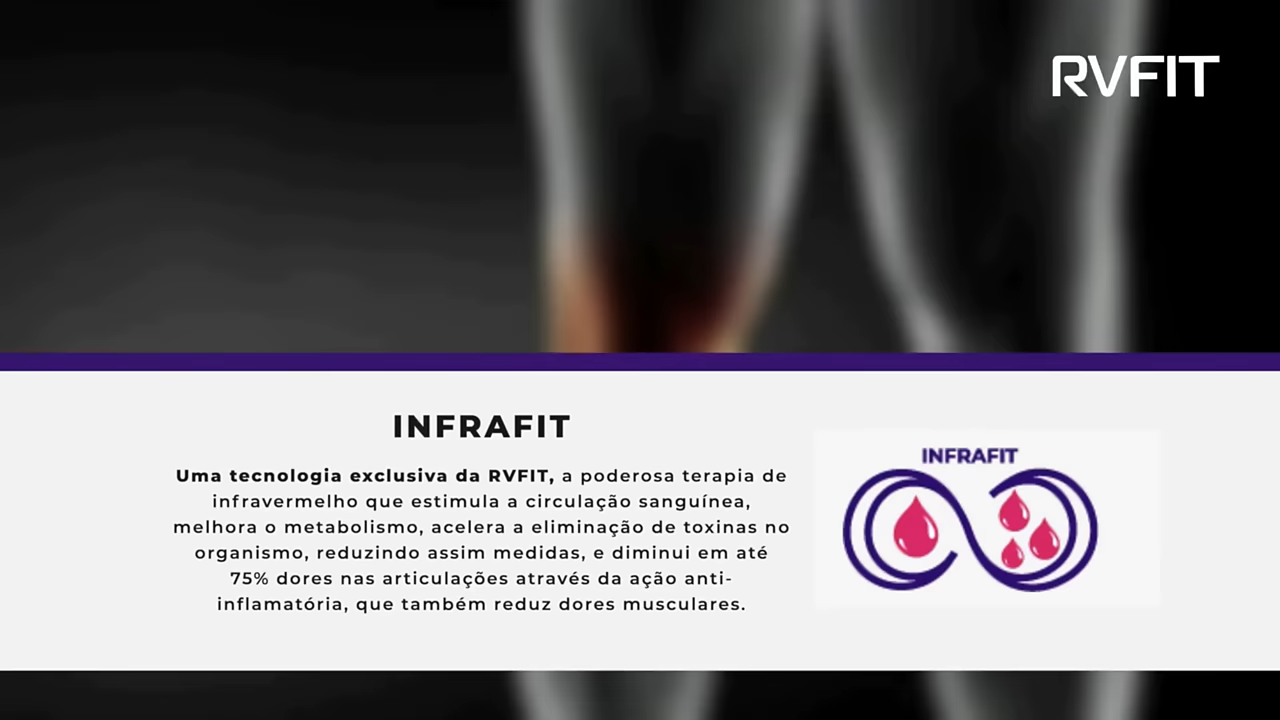 RVFIT
INFRAFIT
Uma tecnologia exclusiva da RVFIT, a poderosa terapia de
infravermelho que estimula a circulação sanguínea,
melhora o metabolismo, acelera a eliminação de toxinas no
organismo, reduzindo assim medidas, e diminui em até
75% dores nas articulações através da ação anti-
inflamatória, que também reduz dores musculares.
INFRAFIT